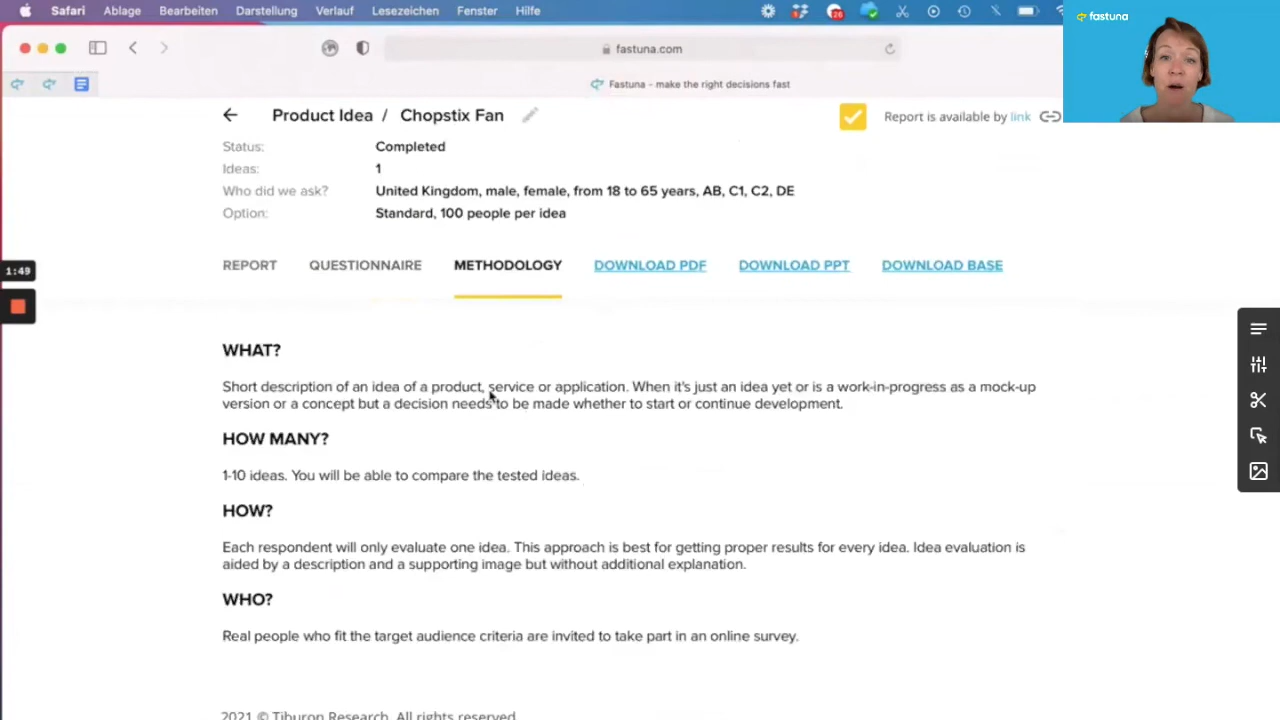 Safari Ablage Bearbeiten Darstellung Verlauf Lesezeichen Fenster Hilfe
fastuna
fastuna.com
Fastuna - make the right decisions fast
Product Idea / Chopstix Fan
Report is available by link
Status: Completed
Ideas: 1
Who did we ask? United Kingdom, male, female, from 18 to 65 years, AB, C1, C2, DE
Option: Standard, 100 people per idea
REPORT QUESTIONNAIRE METHODOLOGY DOWNLOAD PDF DOWNLOAD PPT DOWNLOAD BASE
1:49
WHAT?
Short description of an idea of a product, service or application. When it's just an idea yet or is a work-in-progress as a mock-up
version or a concept but a decision needs to be made whether to start or continue development.
HOW MANY?
1-10 ideas. You will be able to compare the tested ideas.
HOW?
Each respondent will only evaluate one idea. This approach is best for getting proper results for every idea. Idea evaluation is
aided by a description and a supporting image but without additional explanation.
WHO?
Real people who fit the target audience criteria are invited to take part in an online survey.
2021 © Tiburon Research. All rights reserved.